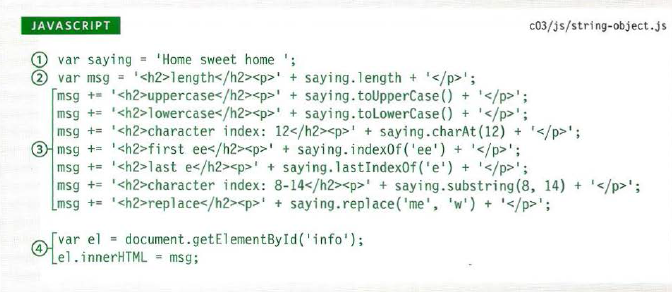 JAVASCRIPT
c03/js/string-object.js
① var saying = 'Home sweet home ';
② var msg = '<h2>length</h2><p>' + saying.length + '</p>';
msg += '<h2>uppercase</h2><p>' + saying.toUpperCase() + '</p>';
msg += '<h2>lowercase</h2><p>' + saying.toLowerCase() + '</p>';
msg += '<h2>character index: 12</h2><p>' + saying.charAt(12) + '</p>';
③ msg += '<h2>first ee</h2><p>' + saying.indexOf('ee') + '</p>';
msg += '<h2>last e</h2><p>' + saying.lastIndexOf('e') + '</p>';
msg += '<h2>character index: 8-14</h2><p>' + saying.substring(8, 14) + '</p>';
msg += '<h2>replace</h2><p>' + saying.replace('me', 'w') + '</p>';
④ var el = document.getElementById('info');
el.innerHTML = msg;